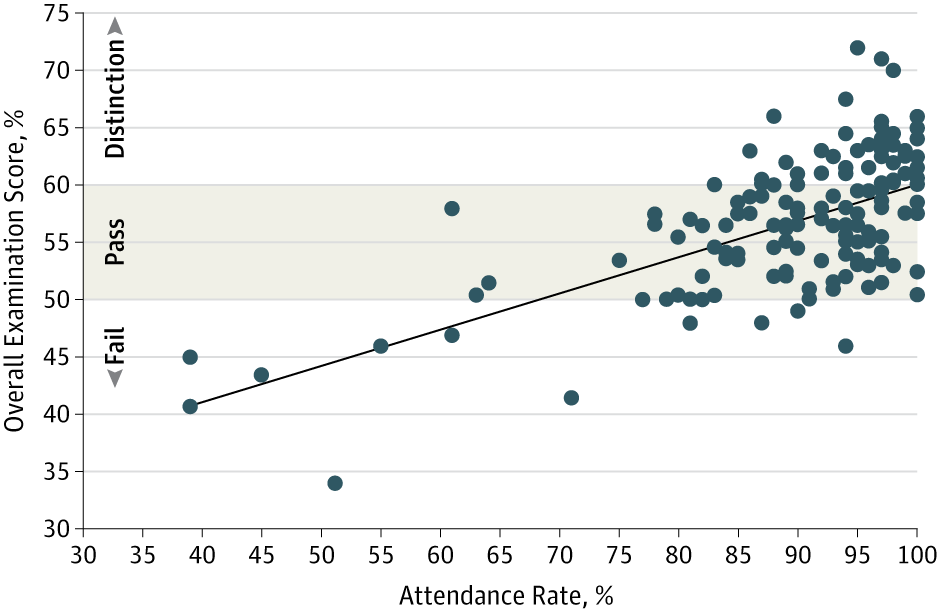 75
70
65
60
55
50
45
40
35
30
Overall Examination Score, %
Distinction
Pass
Fail
30 35 40 45 50 55 60 65 70 75 80 85 90 95 100
Attendance Rate, %